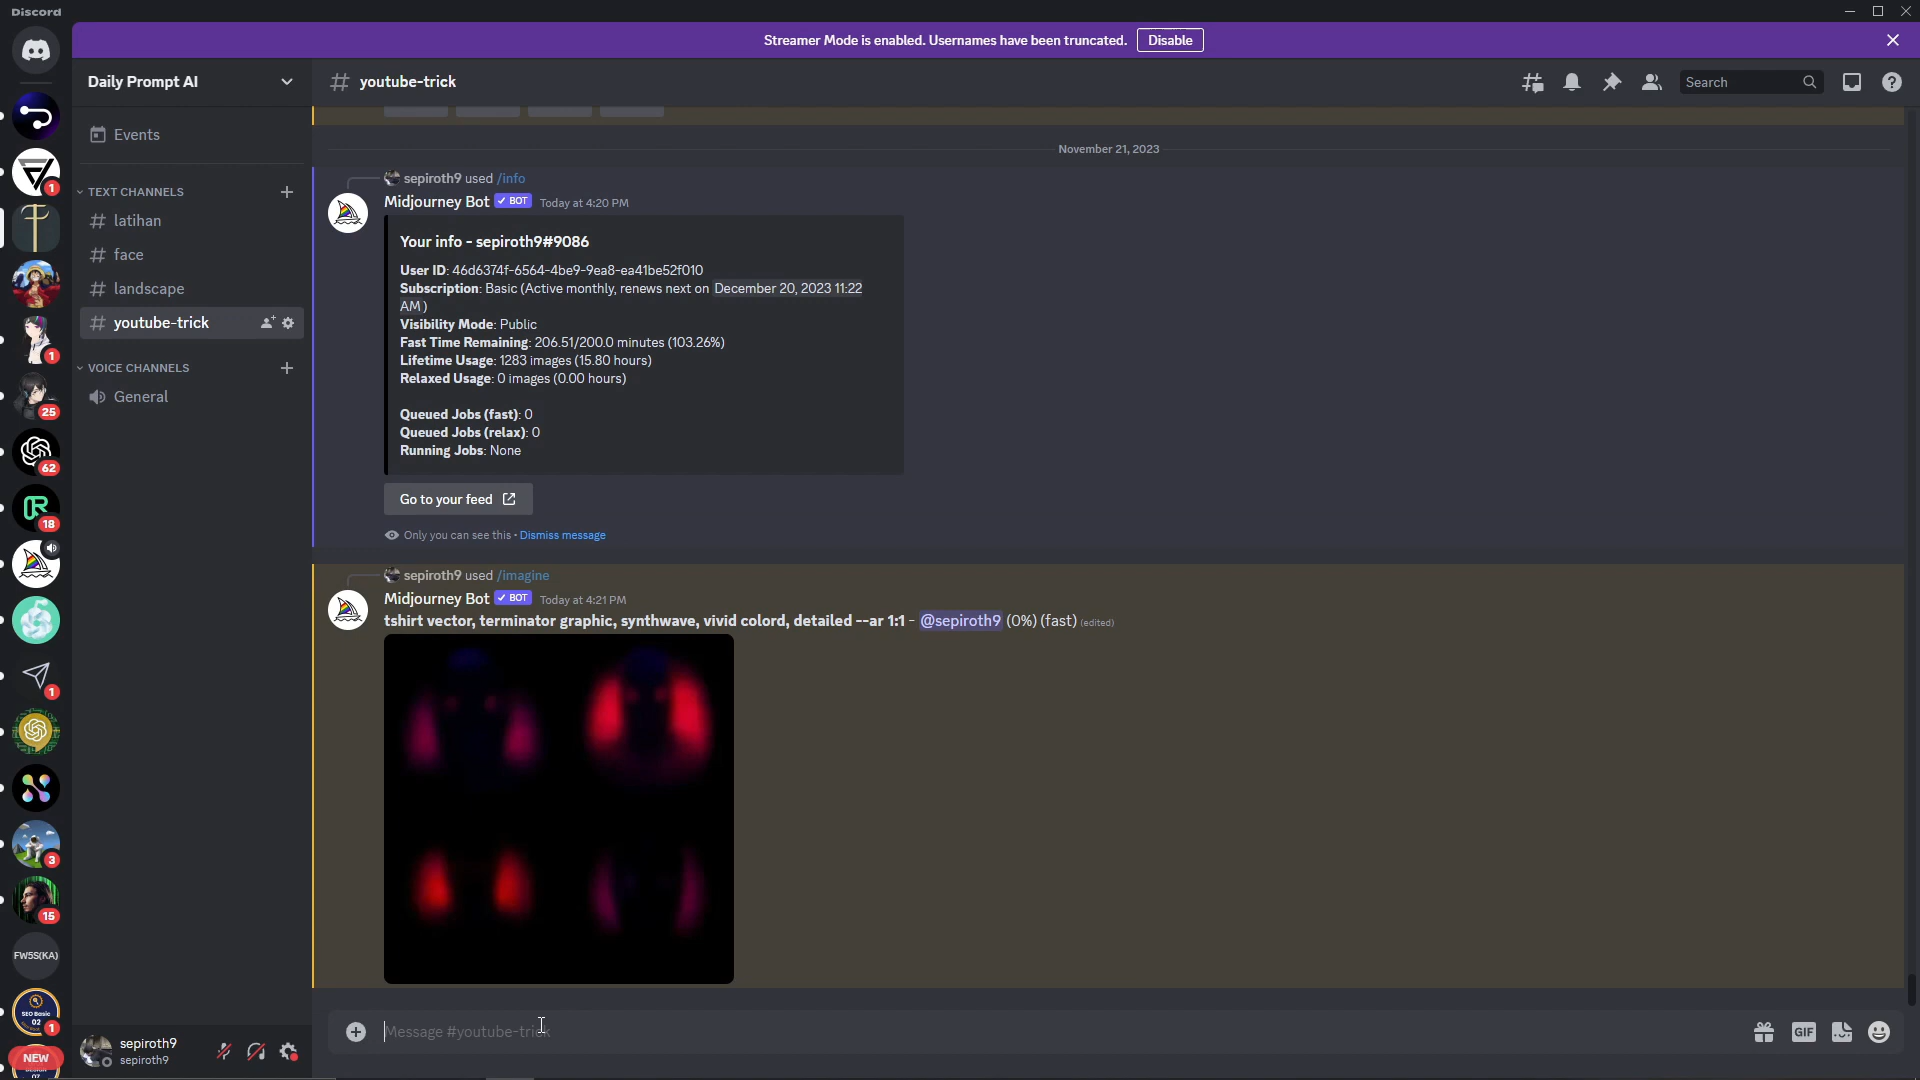 Discord
Streamer Mode is enabled. Usernames have been truncated. Disable
Daily Prompt AI
# youtube-trick
Search
Events
TEXT CHANNELS
# latihan
# face
# landscape
# youtube-trick
VOICE CHANNELS
General
November 21, 2023
sepiroth9 used /info
Midjourney Bot BOT Today at 4:20 PM
Your info - sepiroth9#9086
User ID: 46d6374f-6564-4be9-9ea8-ea41be52f010
Subscription: Basic (Active monthly, renews next on December 20, 2023 11:22
AM)
Visibility Mode: Public
Fast Time Remaining: 206.51/200.0 minutes (103.26%)
Lifetime Usage: 1283 images (15.80 hours)
Relaxed Usage: 0 images (0.00 hours)
Queued Jobs (fast): 0
Queued Jobs (relax): 0
Running Jobs: None
Go to your feed
Only you can see this • Dismiss message
sepiroth9 used /imagine
Midjourney Bot BOT Today at 4:21 PM
tshirt vector, terminator graphic, synthwave, vivid colord, detailed --ar 1:1 - @sepiroth9 (0%) (fast) (edited)
Message #youtube-trick
GIF
1
1
25
62
18
1
3
15
FW5S(KA)
SEO Basic
02
1
NEW
sepiroth9
sepiroth9